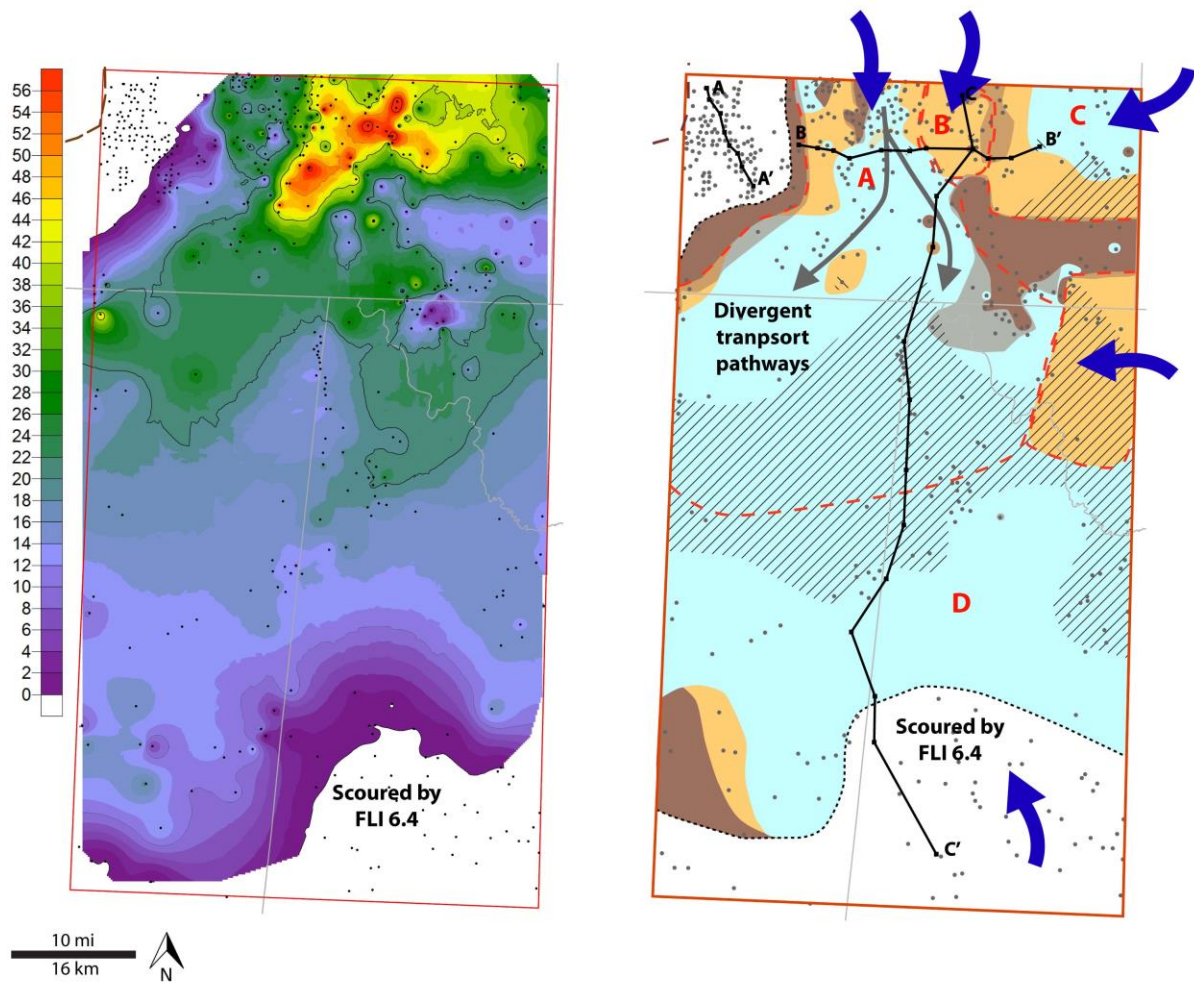 56
54
52
50
48
46
44
42
40
38
36
34
32
30
28
26
24
22
20
18
16
14
12
10
8
6
4
2
0
Scoured by
FLI 6.4
10 mi
16 km
N
A
A'
B
B
C
B'
C
A
Divergent
tranpsort
pathways
D
Scoured by
FLI 6.4
C'